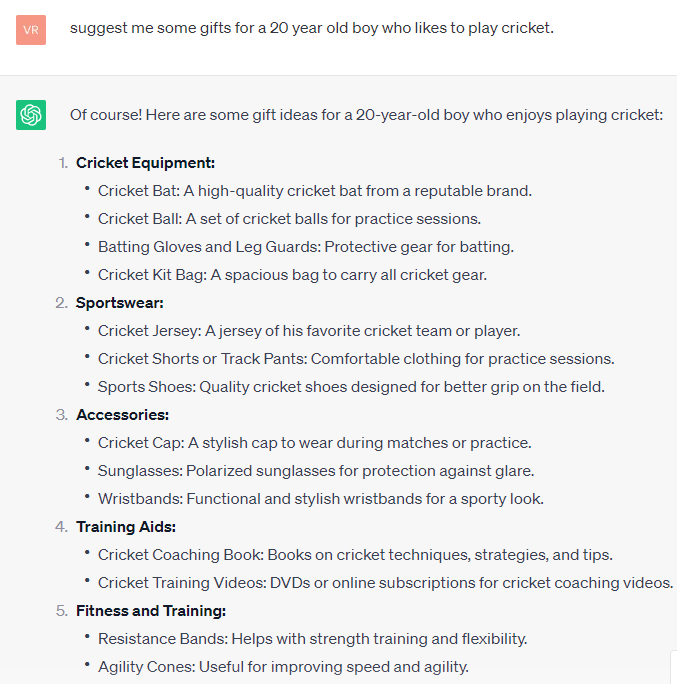 VR
suggest me some gifts for a 20 year old boy who likes to play cricket.
Of course! Here are some gift ideas for a 20-year-old boy who enjoys playing cricket:
1. Cricket Equipment:
• Cricket Bat: A high-quality cricket bat from a reputable brand.
• Cricket Ball: A set of cricket balls for practice sessions.
• Batting Gloves and Leg Guards: Protective gear for batting.
• Cricket Kit Bag: A spacious bag to carry all cricket gear.
2. Sportswear:
• Cricket Jersey: A jersey of his favorite cricket team or player.
• Cricket Shorts or Track Pants: Comfortable clothing for practice sessions.
• Sports Shoes: Quality cricket shoes designed for better grip on the field.
3. Accessories:
• Cricket Cap: A stylish cap to wear during matches or practice.
• Sunglasses: Polarized sunglasses for protection against glare.
• Wristbands: Functional and stylish wristbands for a sporty look.
4. Training Aids:
• Cricket Coaching Book: Books on cricket techniques, strategies, and tips.
• Cricket Training Videos: DVDs or online subscriptions for cricket coaching videos.
5. Fitness and Training:
• Resistance Bands: Helps with strength training and flexibility.
• Agility Cones: Useful for improving speed and agility.